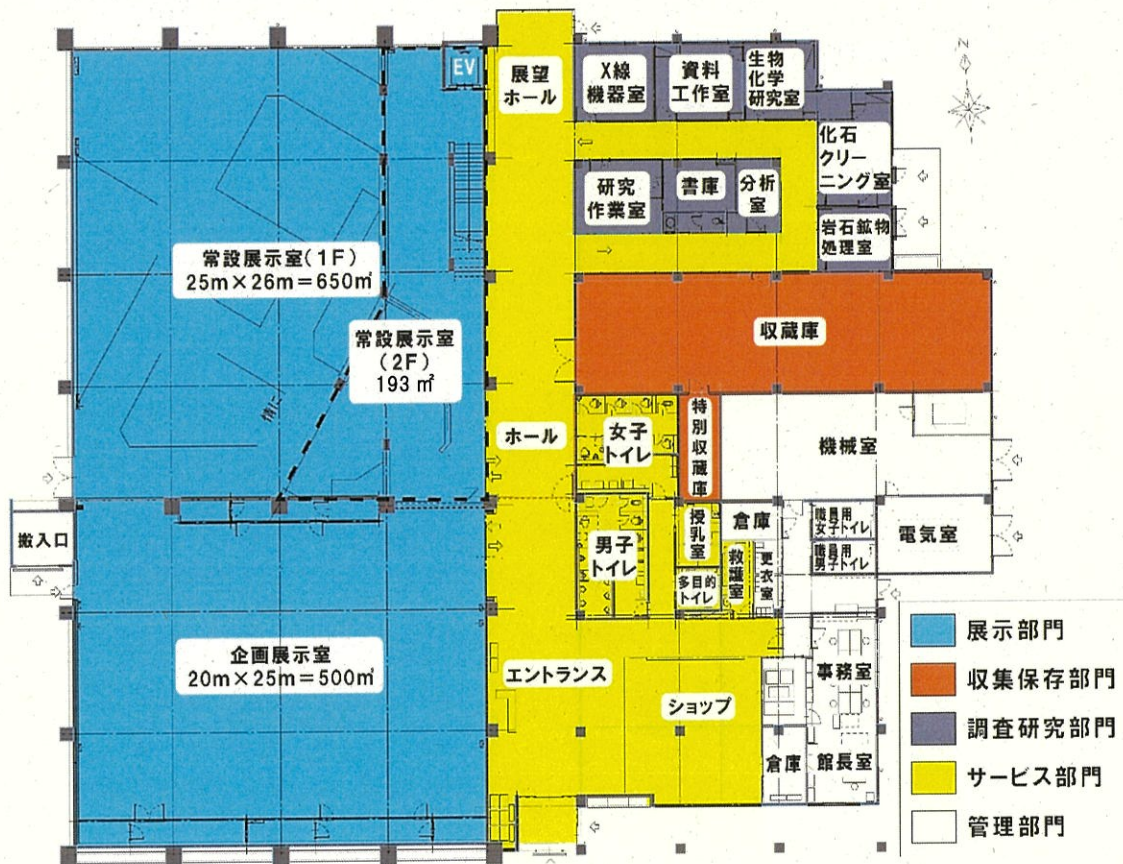 EV
展望
ホール
X線
機器室
資料
工作室
生物
化学
研究室
N
化石
クリー
ニング室
研究
作業室
書庫
分析
室
岩石鉱物
処理室
常設展示室(1F)
25m×26m=650㎡
常設展示室
(2F)
193㎡
収蔵庫
ホール
女子
トイレ
特別収蔵庫
機械室
搬入口
男子
トイレ
授乳室
倉庫
職員用
女子トイレ
職員用
男子トイレ
電気室
多目的
トイレ
救護室
更衣室
企画展示室
20m×25m=500㎡
エントランス
ショップ
事務室
倉庫
館長室
展示部門
収集保存部門
調査研究部門
サービス部門
管理部門